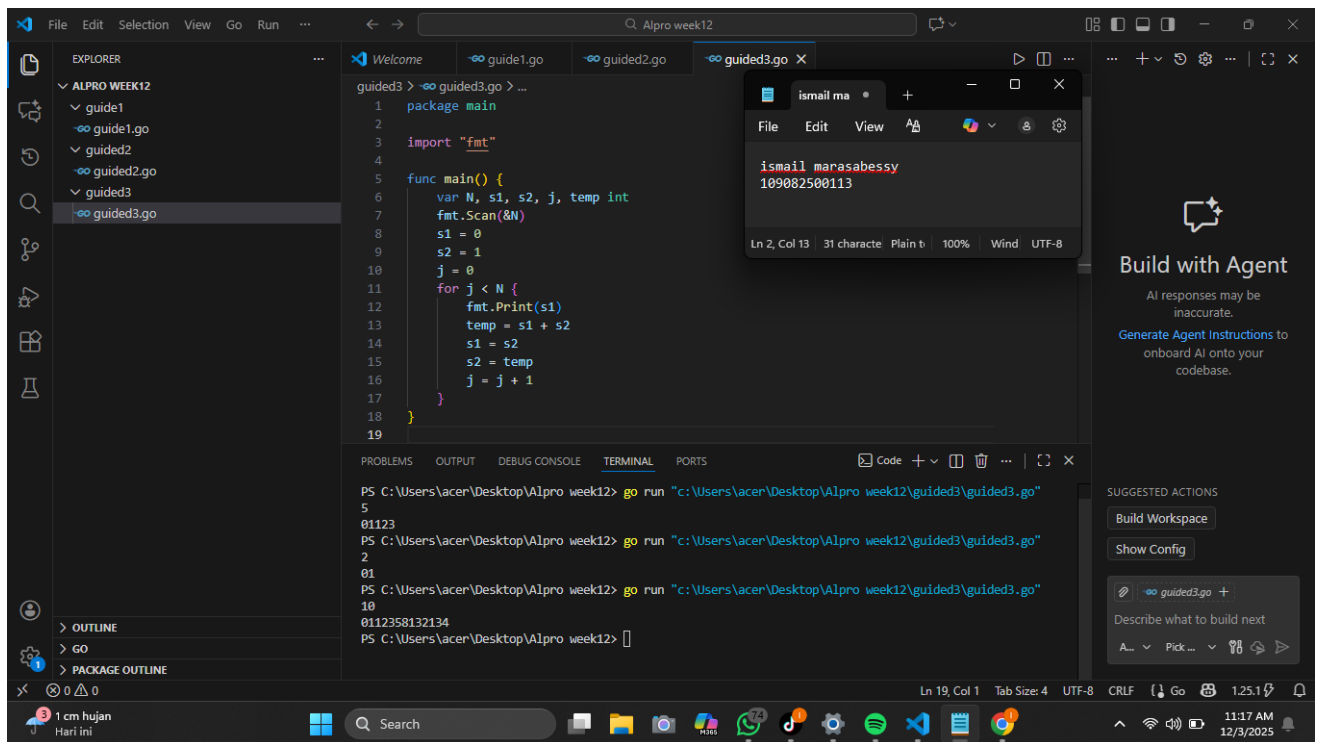 File Edit Selection View Go Run ···
Alpro week12
EXPLORER ···
ALPRO WEEK12
guide1
guide1.go
guided2
guided2.go
guided3
guided3.go
OUTLINE
GO
PACKAGE OUTLINE
Welcome guide1.go guided2.go guided3.go
guided3 > guided3.go > ...
1 package main
2
3 import "fmt"
4
5 func main() {
6 var N, s1, s2, j, temp int
7 fmt.Scan(&N)
8 s1 = 0
9 s2 = 1
10 j = 0
11 for j < N {
12 fmt.Print(s1)
13 temp = s1 + s2
14 s1 = s2
15 s2 = temp
16 j = j + 1
17 }
18 }
19
ismail ma
File Edit View
ismail marasabessy
109082500113
Ln 2, Col 13 31 characte Plain t 100% Wind UTF-8
PROBLEMS OUTPUT DEBUG CONSOLE TERMINAL PORTS
Code
PS C:\Users\acer\Desktop\Alpro week12> go run "c:\Users\acer\Desktop\Alpro week12\guided3\guided3.go"
5
01123
PS C:\Users\acer\Desktop\Alpro week12> go run "c:\Users\acer\Desktop\Alpro week12\guided3\guided3.go"
2
01
PS C:\Users\acer\Desktop\Alpro week12> go run "c:\Users\acer\Desktop\Alpro week12\guided3\guided3.go"
10
0112358132134
PS C:\Users\acer\Desktop\Alpro week12>
Build with Agent
AI responses may be
inaccurate.
Generate Agent Instructions to
onboard AI onto your
codebase.
SUGGESTED ACTIONS
Build Workspace
Show Config
guided3.go
Describe what to build next
A... Pick ...
0 0
Ln 19, Col 1 Tab Size: 4 UTF-8 CRLF Go 1.25.1
3
1 cm hujan
Hari ini
Search
M365
74
1
11:17 AM
12/3/2025